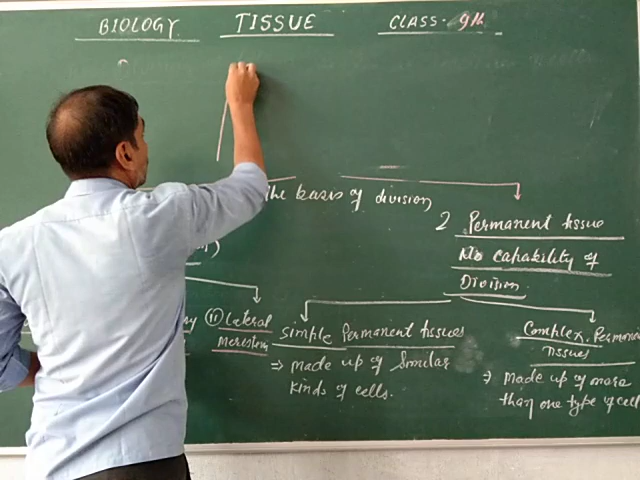 BIOLOGY TISSUE CLASS- 9th
the basis of division
2 Permanent tissue
No capability of
Division.
(ii) Lateral
meristem
Simple Permanent tissues
⇒ made up of Similar
kinds of cells.
Complex. Permane
Tissues
⇒ Made up of more
than one type of cell